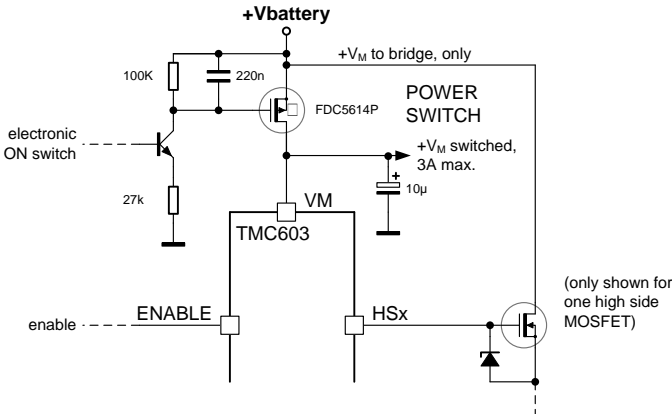 +Vbattery
+VM to bridge, only
100K
220n
FDC5614P
POWER
SWITCH
electronic
ON switch
+VM switched,
3A max.
+
10µ
27k
VM
TMC603
(only shown for
one high side
MOSFET)
enable
ENABLE
HSx